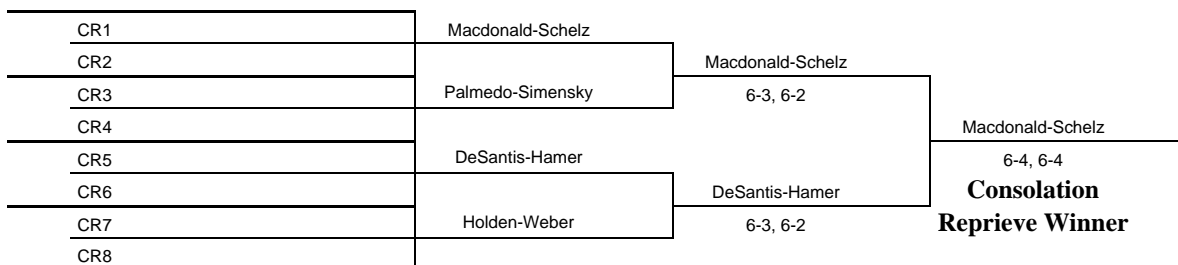 CR1
Macdonald-Schelz
CR2
Macdonald-Schelz
CR3
Palmedo-Simensky
6-3, 6-2
CR4
Macdonald-Schelz
CR5
DeSantis-Hamer
6-4, 6-4
CR6
DeSantis-Hamer
Consolation
CR7
Holden-Weber
6-3, 6-2
Reprieve Winner
CR8